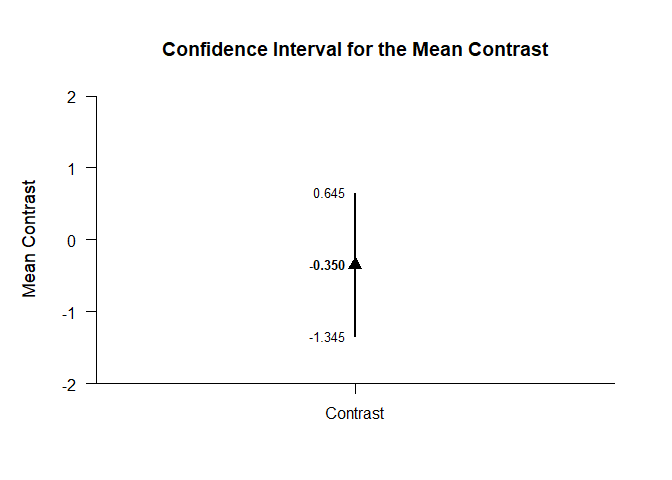 Confidence Interval for the Mean Contrast
Mean Contrast
2
1
0
-1
-2
0.645
-0.350
-1.345
Contrast